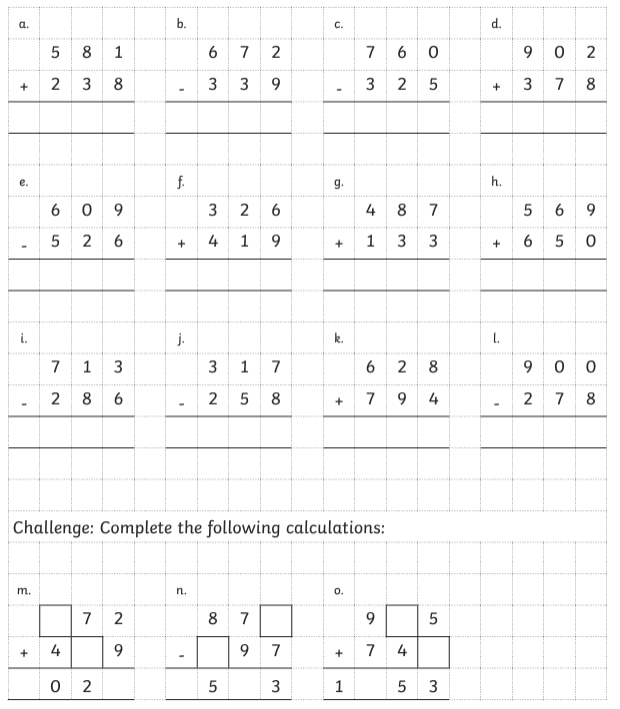 a. b. c. d.
5 8 1 6 7 2 7 6 0 9 0 2
+ 2 3 8 - 3 3 9 - 3 2 5 + 3 7 8
e. f. g. h.
6 0 9 3 2 6 4 8 7 5 6 9
- 5 2 6 + 4 1 9 + 1 3 3 + 6 5 0
i. j. k. l.
7 1 3 3 1 7 6 2 8 9 0 0
- 2 8 6 - 2 5 8 + 7 9 4 - 2 7 8
Challenge: Complete the following calculations:
m. n. o.
7 2 8 7 9 5
+ 4 9 - 9 7 + 7 4
0 2 5 3 1 5 3